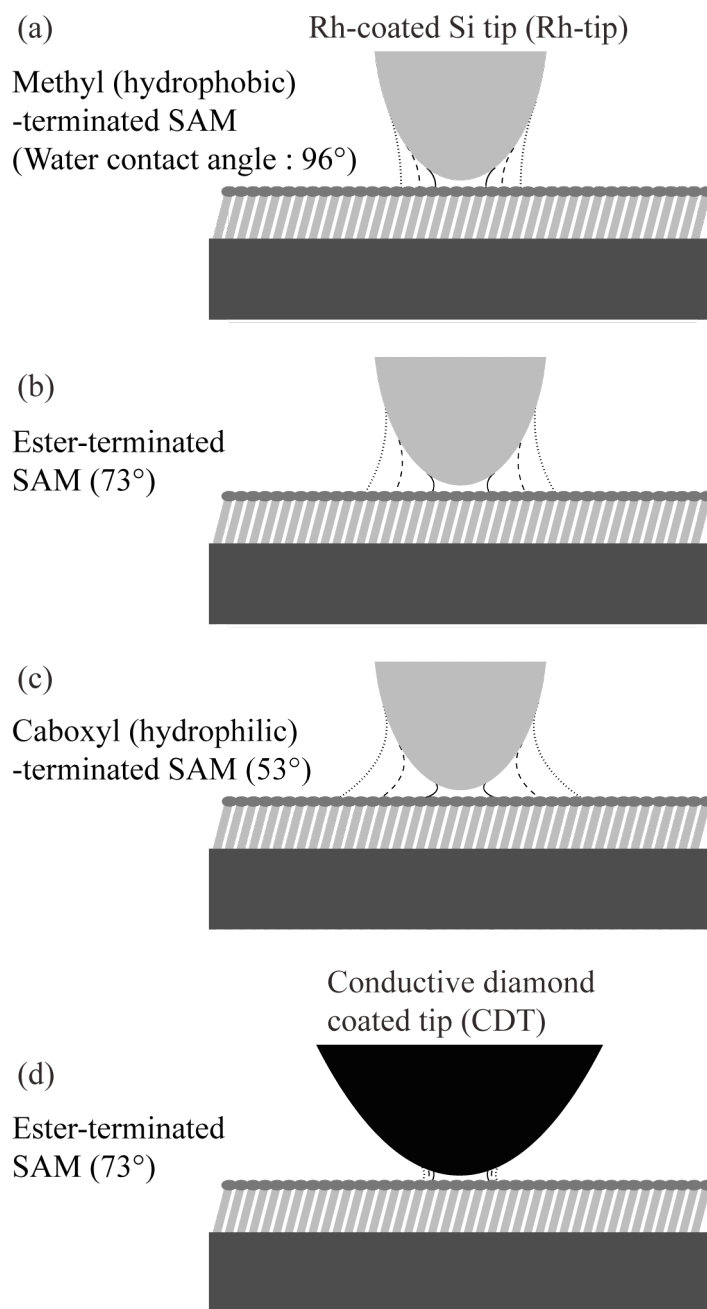 (a)
Rh-coated Si tip (Rh-tip)
Methyl (hydrophobic)
-terminated SAM
(Water contact angle : 96°)
(b)
Ester-terminated
SAM (73°)
(c)
Caboxyl (hydrophilic)
-terminated SAM (53°)
Conductive diamond
coated tip (CDT)
(d)
Ester-terminated
SAM (73°)